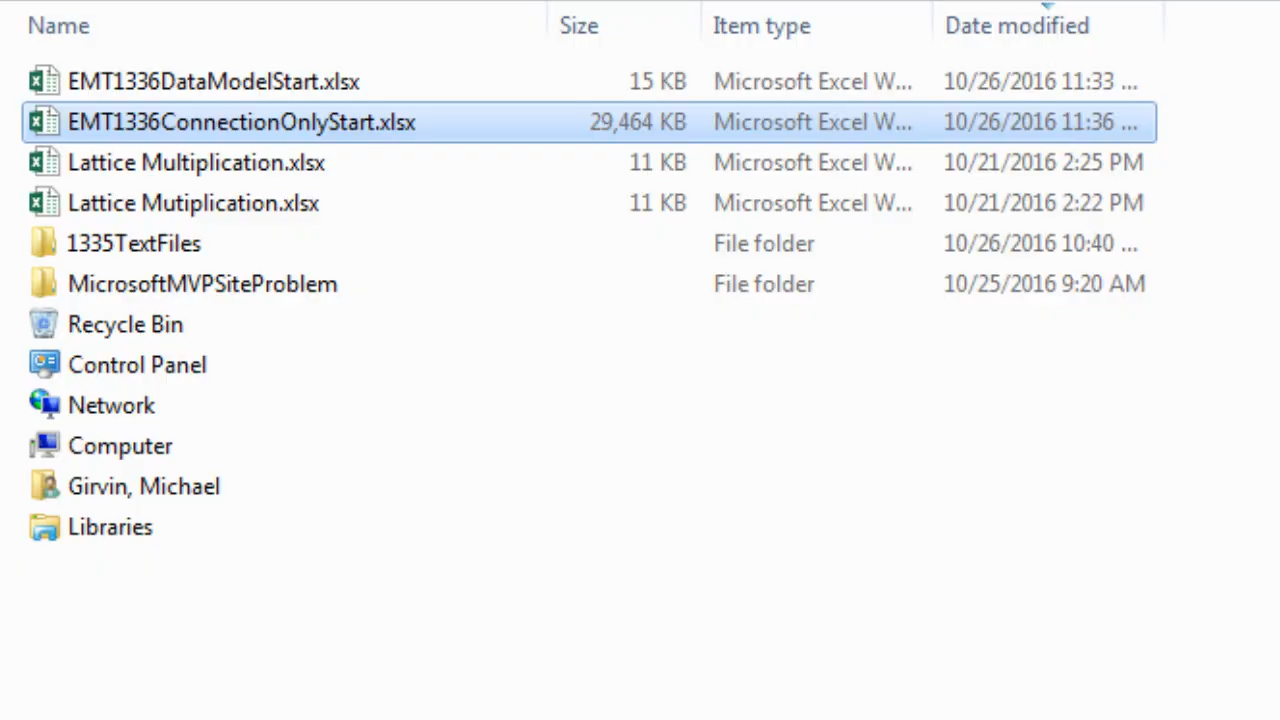 Name Size Item type Date modified
EMT1336DataModelStart.xlsx 15 KB Microsoft Excel W... 10/26/2016 11:33 ...
EMT1336ConnectionOnlyStart.xlsx 29,464 KB Microsoft Excel W... 10/26/2016 11:36 ...
Lattice Multiplication.xlsx 11 KB Microsoft Excel W... 10/21/2016 2:25 PM
Lattice Mutiplication.xlsx 11 KB Microsoft Excel W... 10/21/2016 2:22 PM
1335TextFiles File folder 10/26/2016 10:40 ...
MicrosoftMVPSiteProblem File folder 10/25/2016 9:20 AM
Recycle Bin
Control Panel
Network
Computer
Girvin, Michael
Libraries